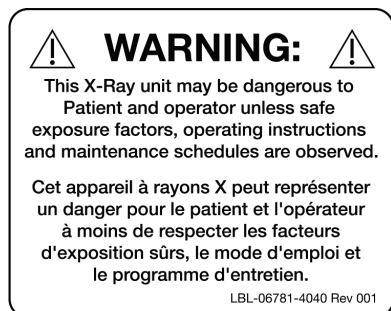 WARNING:
This X-Ray unit may be dangerous to
Patient and operator unless safe
exposure factors, operating instructions
and maintenance schedules are observed.
Cet appareil à rayons X peut représenter
un danger pour le patient et l'opérateur
à moins de respecter les facteurs
d'exposition sûrs, le mode d'emploi et
le programme d'entretien.
LBL-06781-4040 Rev 001